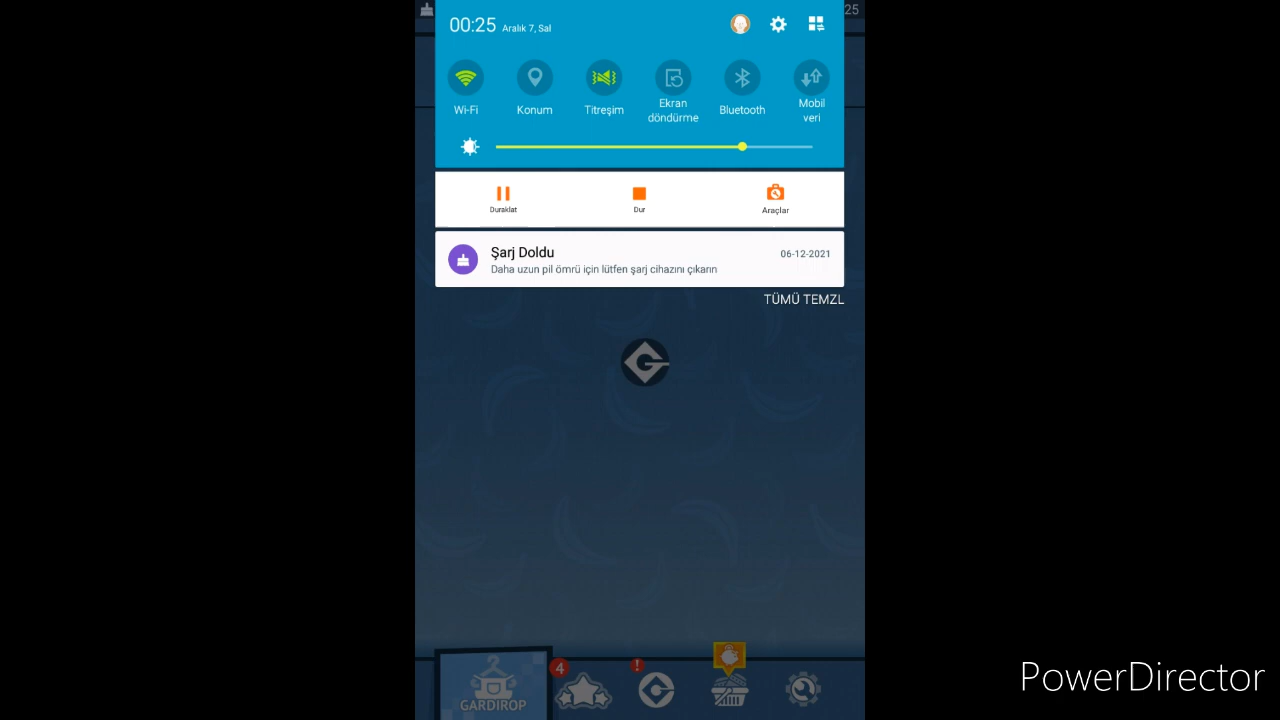 25
00:25 Aralık 7, Sal
Wi-Fi
Konum
Titreşim
Ekran
döndürme
Bluetooth
Mobil
veri
Duraklat
Dur
Araçlar
Şarj Doldu
06-12-2021
Daha uzun pil ömrü için lütfen şarj cihazını çıkarın
TÜMÜ TEMZL
G
4
!
GARDIROP
PowerDirector